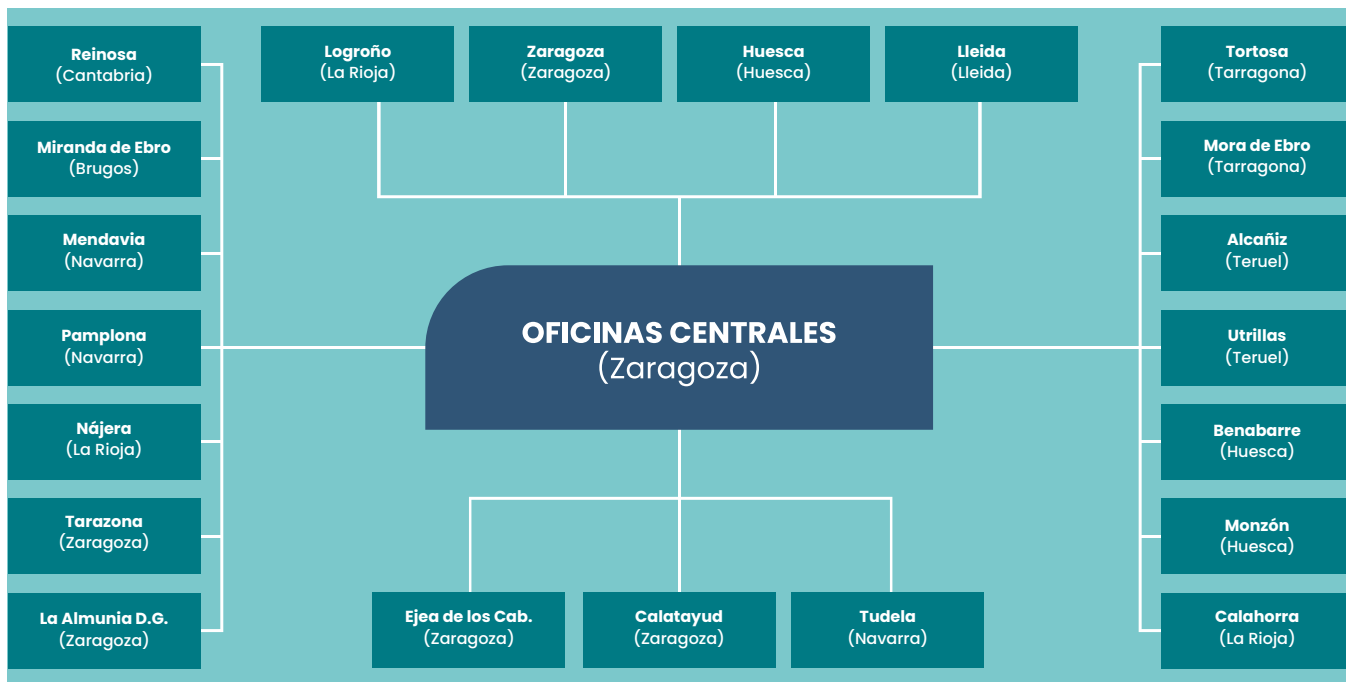 Reinosa
(Cantabria)
Miranda de Ebro
(Brugos)
Mendavia
(Navarra)
Pamplona
(Navarra)
Nájera
(La Rioja)
Tarazona
(Zaragoza)
La Almunia D.G.
(Zaragoza)
Logroño
(La Rioja)
Zaragoza
(Zaragoza)
Huesca
(Huesca)
Lleida
(Lleida)
OFICINAS CENTRALES
(Zaragoza)
Ejea de los Cab.
(Zaragoza)
Calatayud
(Zaragoza)
Tudela
(Navarra)
Tortosa
(Tarragona)
Mora de Ebro
(Tarragona)
Alcañiz
(Teruel)
Utrillas
(Teruel)
Benabarre
(Huesca)
Monzón
(Huesca)
Calahorra
(La Rioja)